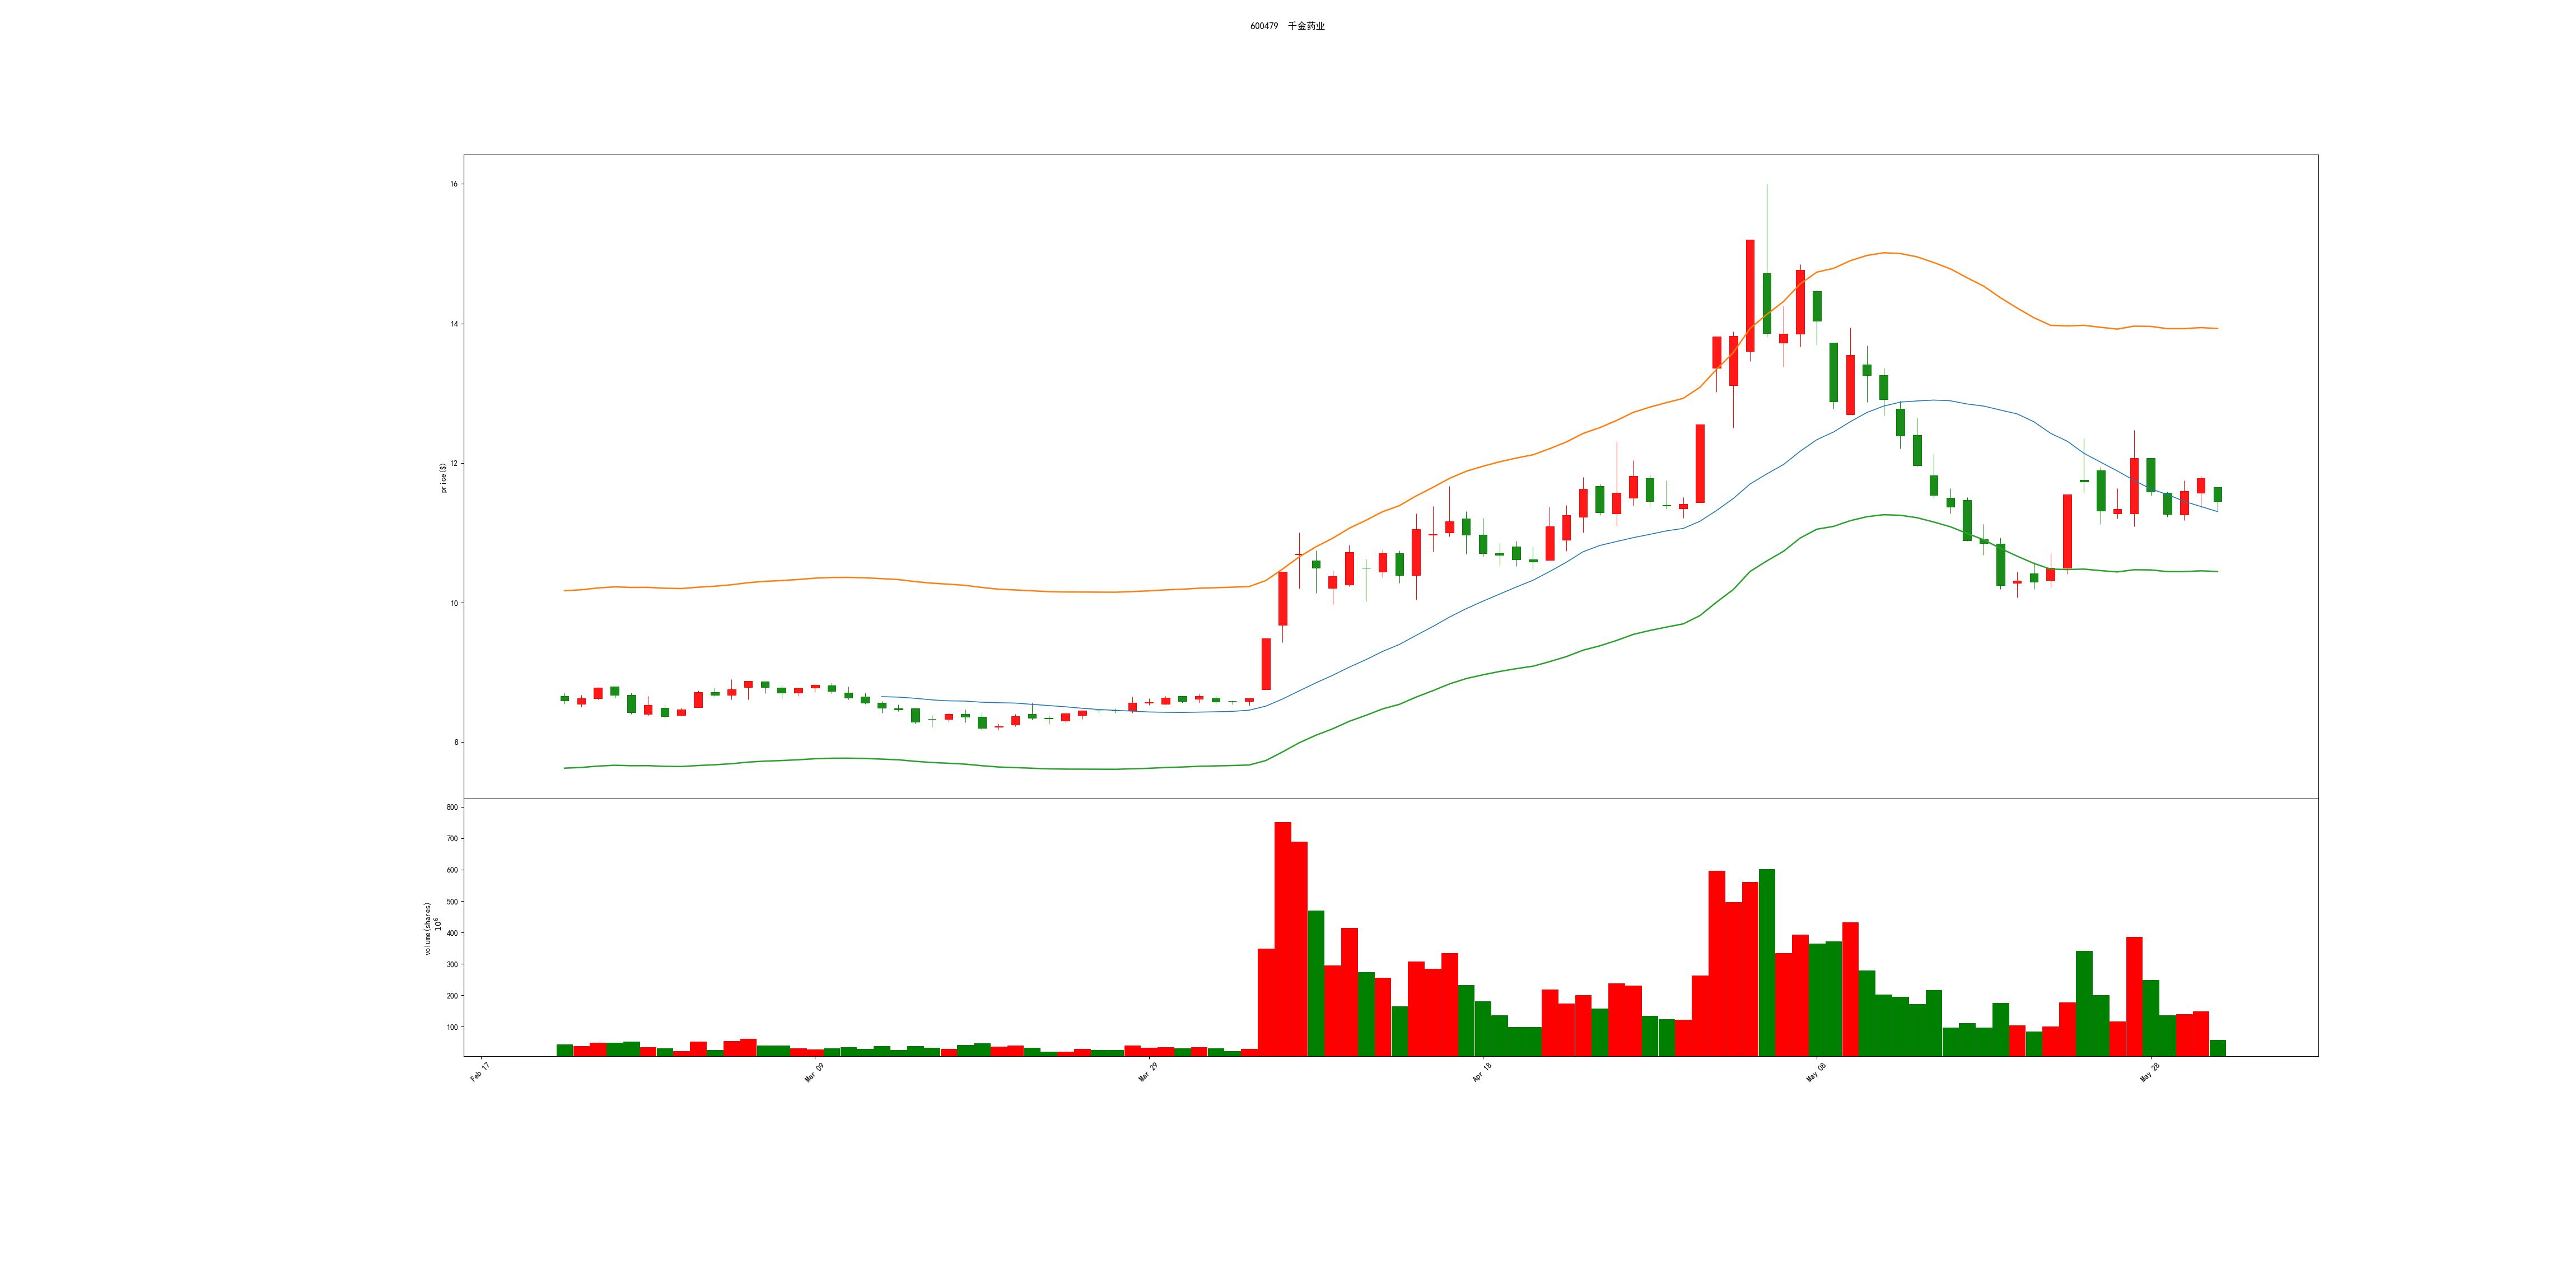 600479 千金药业
16
14
12
10
8
price($)
800
700
600
500
400
300
200
100
volume(shares)
10^6
Feb 17
Mar 09
Mar 29
Apr 18
May 08
May 28